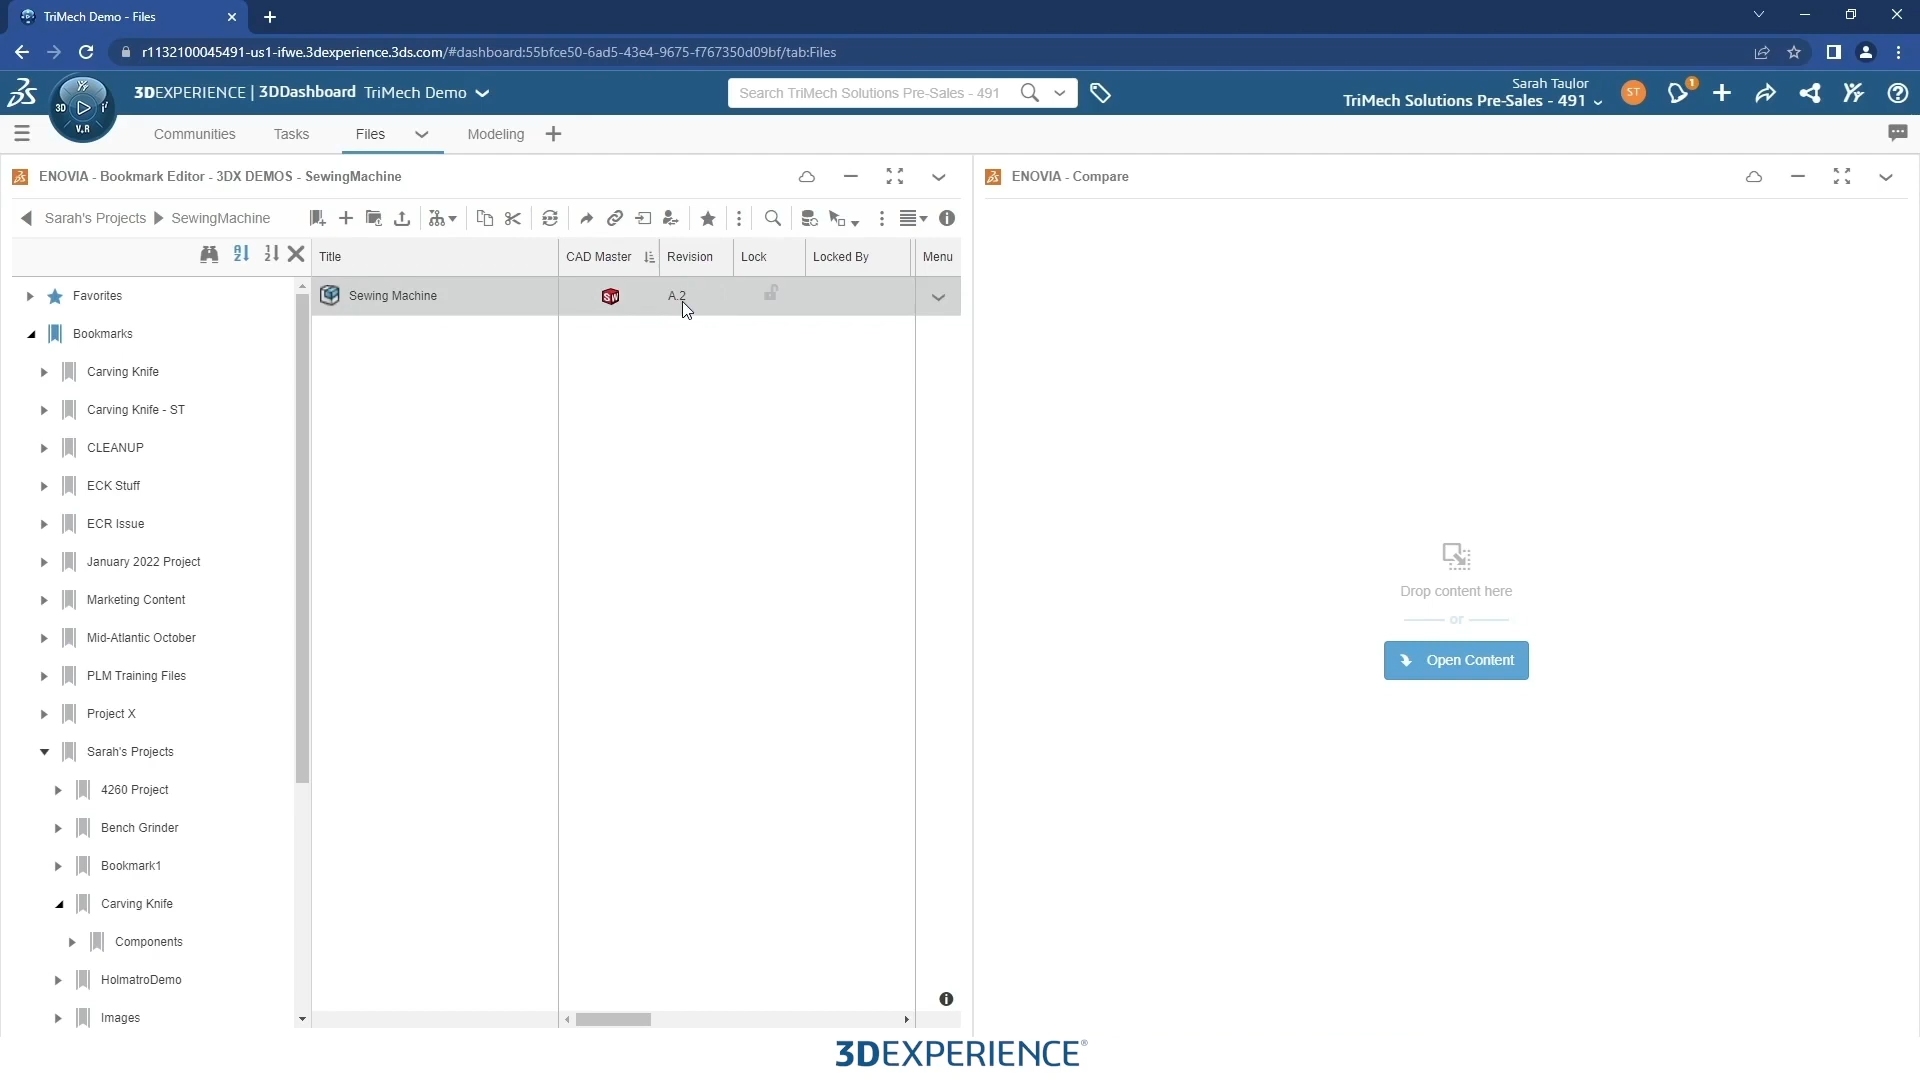 TriMech Demo - Files
r1132100045491-us1-ifwe.3dexperience.3ds.com/#dashboard:55bfce50-6ad5-43e4-9675-f767350d09bf/tab:Files
3D
V.R
3DEXPERIENCE | 3DDashboard TriMech Demo
Search TriMech Solutions Pre-Sales - 491
Sarah Taylor
TriMech Solutions Pre-Sales - 491
ST
1
Communities
Tasks
Files
Modeling
ENOVIA - Bookmark Editor - 3DX DEMOS - SewingMachine
ENOVIA - Compare
Sarah's Projects
SewingMachine
Title
CAD Master
Revision
Lock
Locked By
Menu
Sewing Machine
SW
A.2
Favorites
Bookmarks
Carving Knife
Carving Knife - ST
CLEANUP
ECK Stuff
ECR Issue
January 2022 Project
Marketing Content
Mid-Atlantic October
PLM Training Files
Project X
Sarah's Projects
4260 Project
Bench Grinder
Bookmark1
Carving Knife
Components
HolmatroDemo
Images
Drop content here
or
Open Content
3DEXPERIENCE®